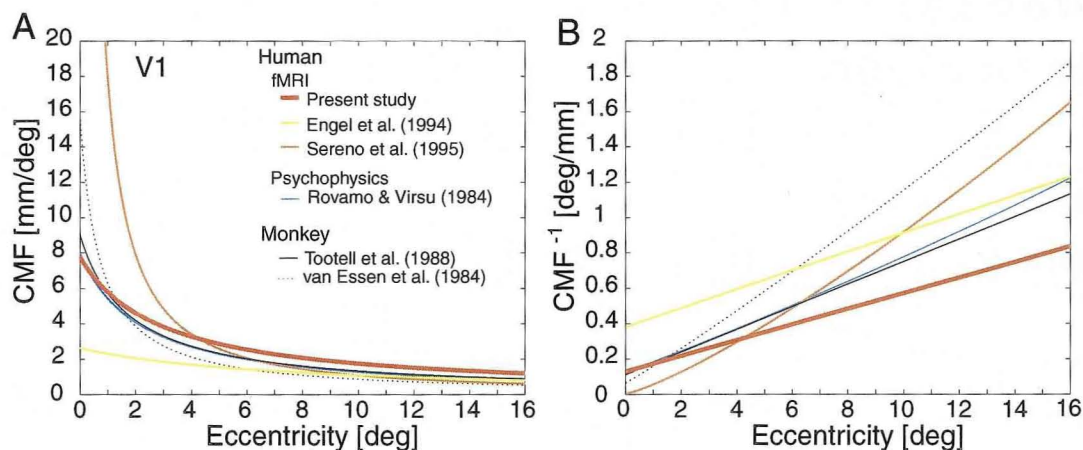 A
20
18
16
14
12
10
8
6
4
2
0
CMF [mm/deg]
V1
Human
fMRI
Present study
Engel et al. (1994)
Sereno et al. (1995)
Psychophysics
Rovamo & Virsu (1984)
Monkey
Tootell et al. (1988)
van Essen et al. (1984)
0 2 4 6 8 10 12 14 16
Eccentricity [deg]
B
2
1.8
1.6
1.4
1.2
1
0.8
0.6
0.4
0.2
0
CMF -1 [deg/mm]
0 2 4 6 8 10 12 14 16
Eccentricity [deg]